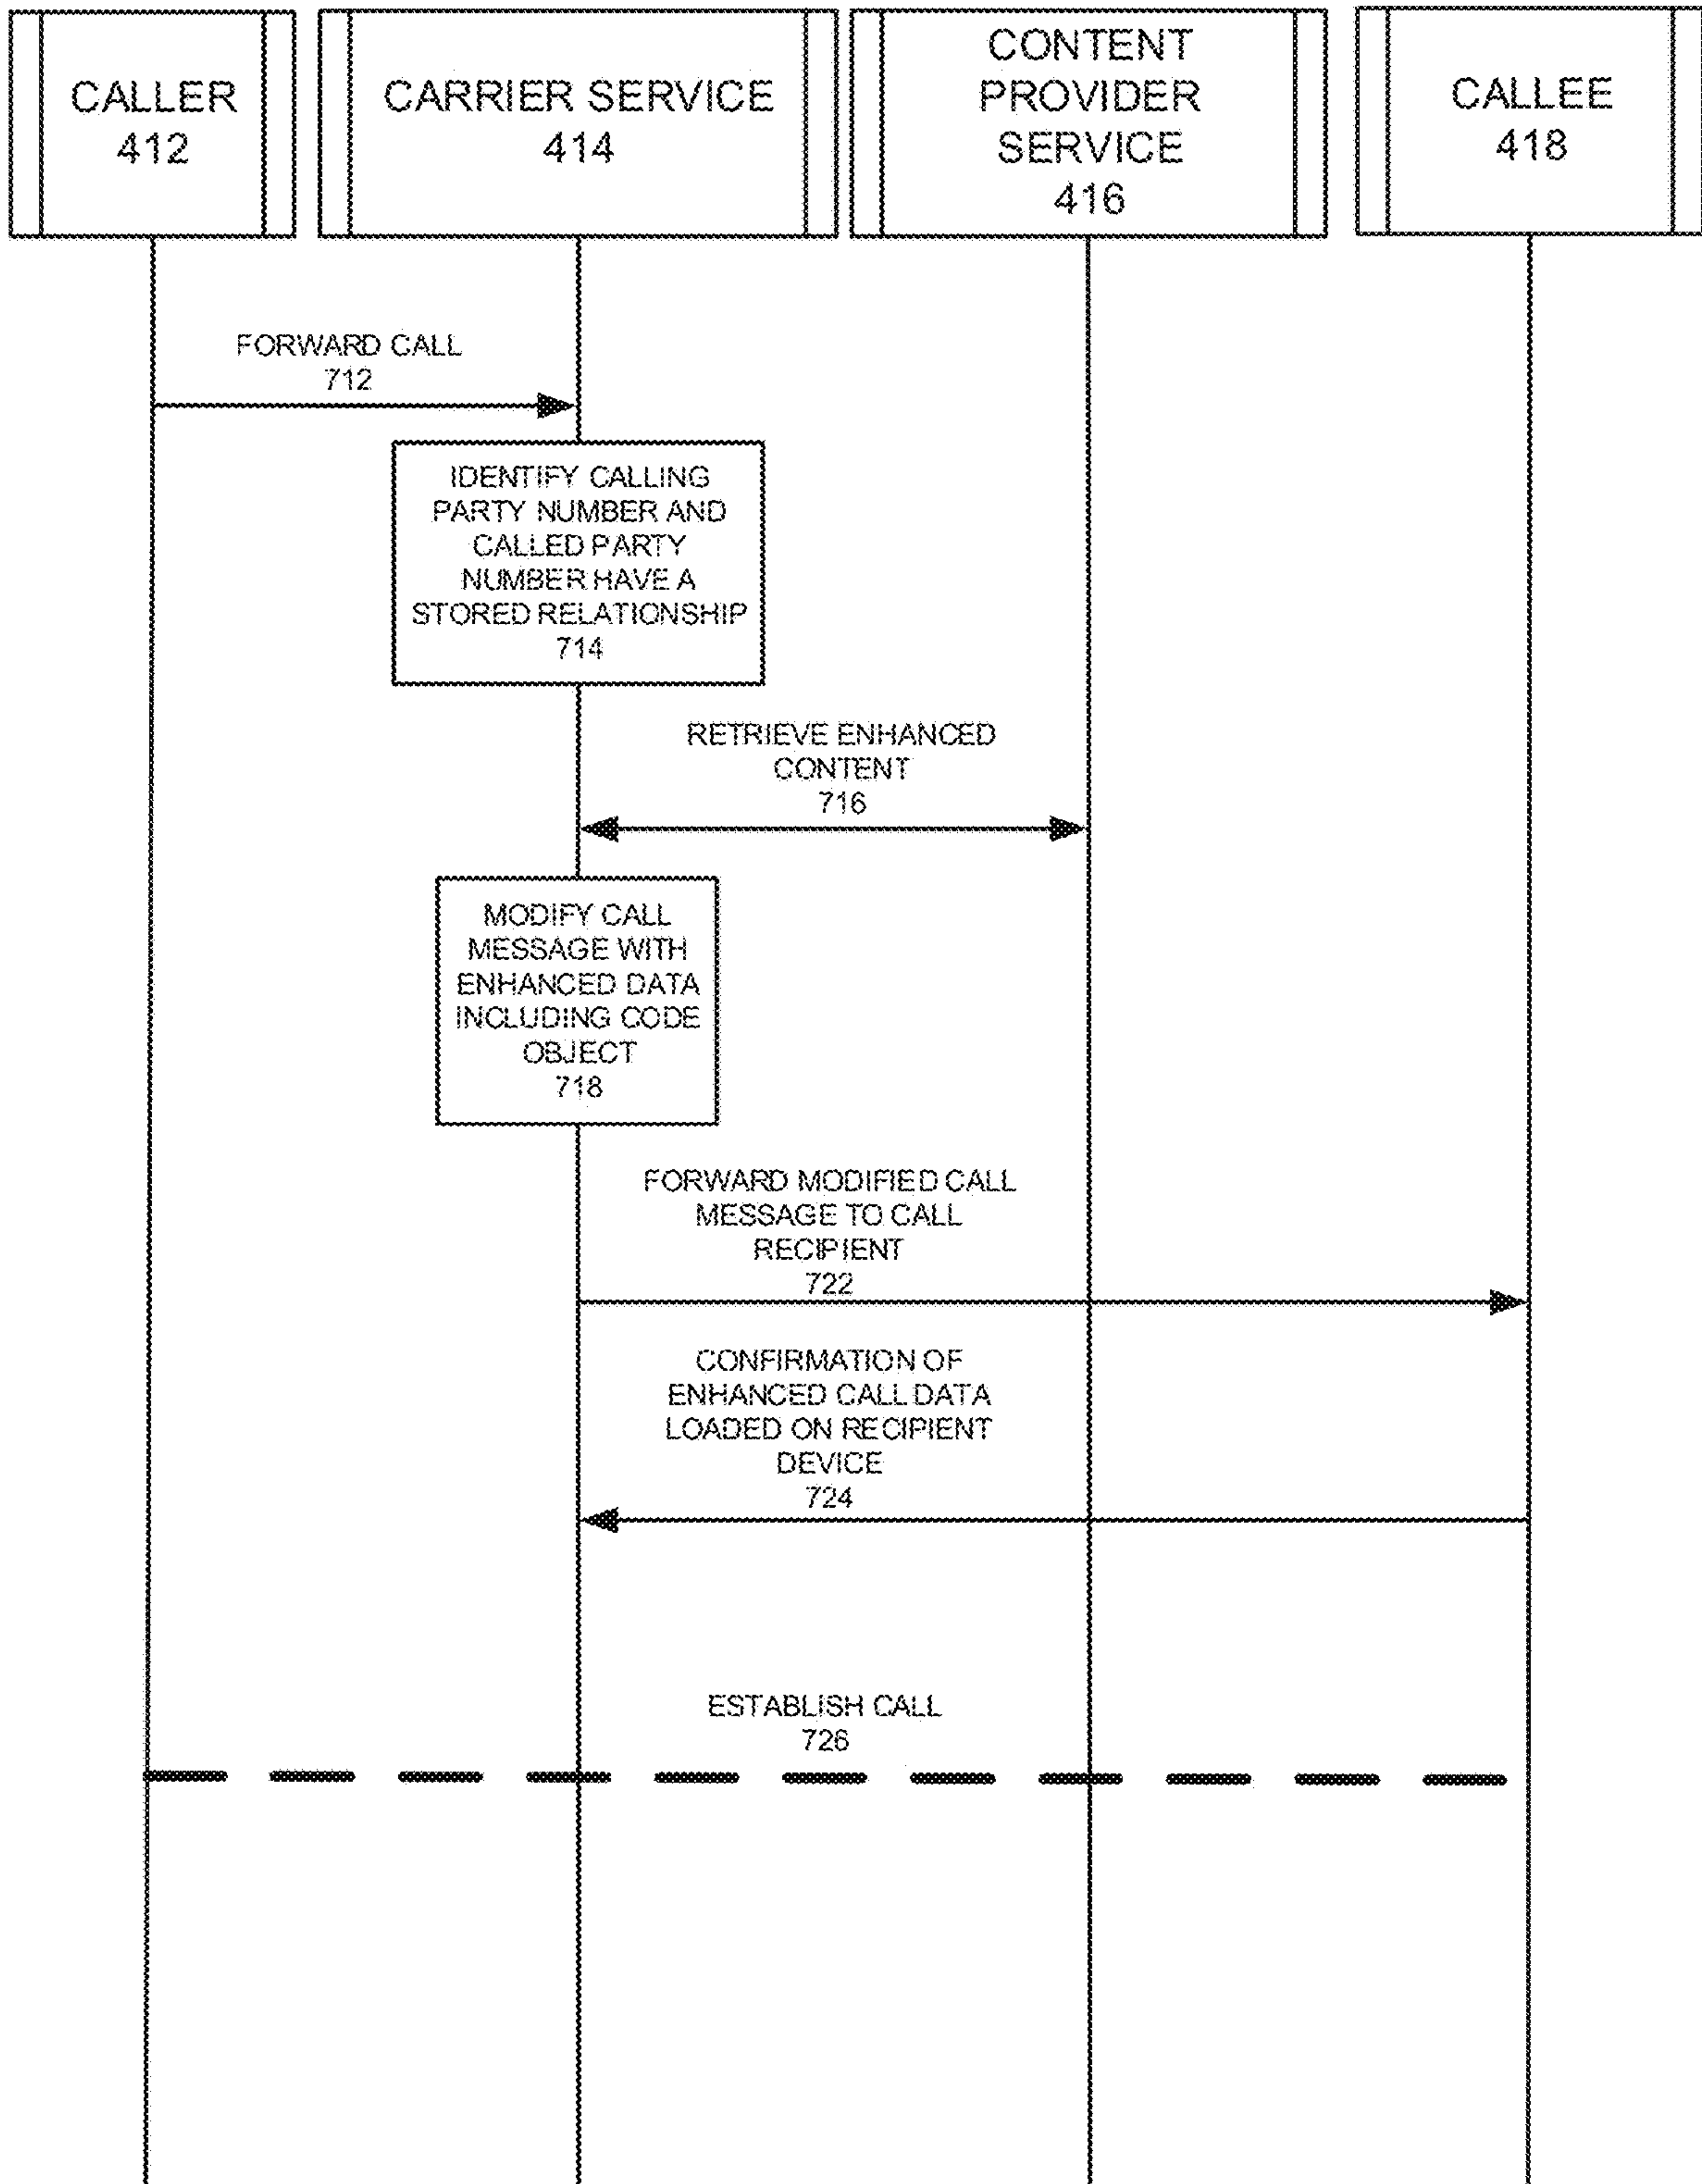 CALLER
412
CARRIER SERVICE
414
CONTENT
PROVIDER
SERVICE
416
CALLEE
418
FORWARD CALL
712
IDENTIFY CALLING
PARTY NUMBER AND
CALLED PARTY
NUMBER HAVE A
STORED RELATIONSHIP
714
RETRIEVE ENHANCED
CONTENT
716
MODIFY CALL
MESSAGE WITH
ENHANCED DATA
INCLUDING CODE
OBJECT
718
FORWARD MODIFIED CALL
MESSAGE TO CALL
RECIPIENT
722
CONFIRMATION OF
ENHANCED CALL DATA
LOADED ON RECIPIENT
DEVICE
724
ESTABLISH CALL
726